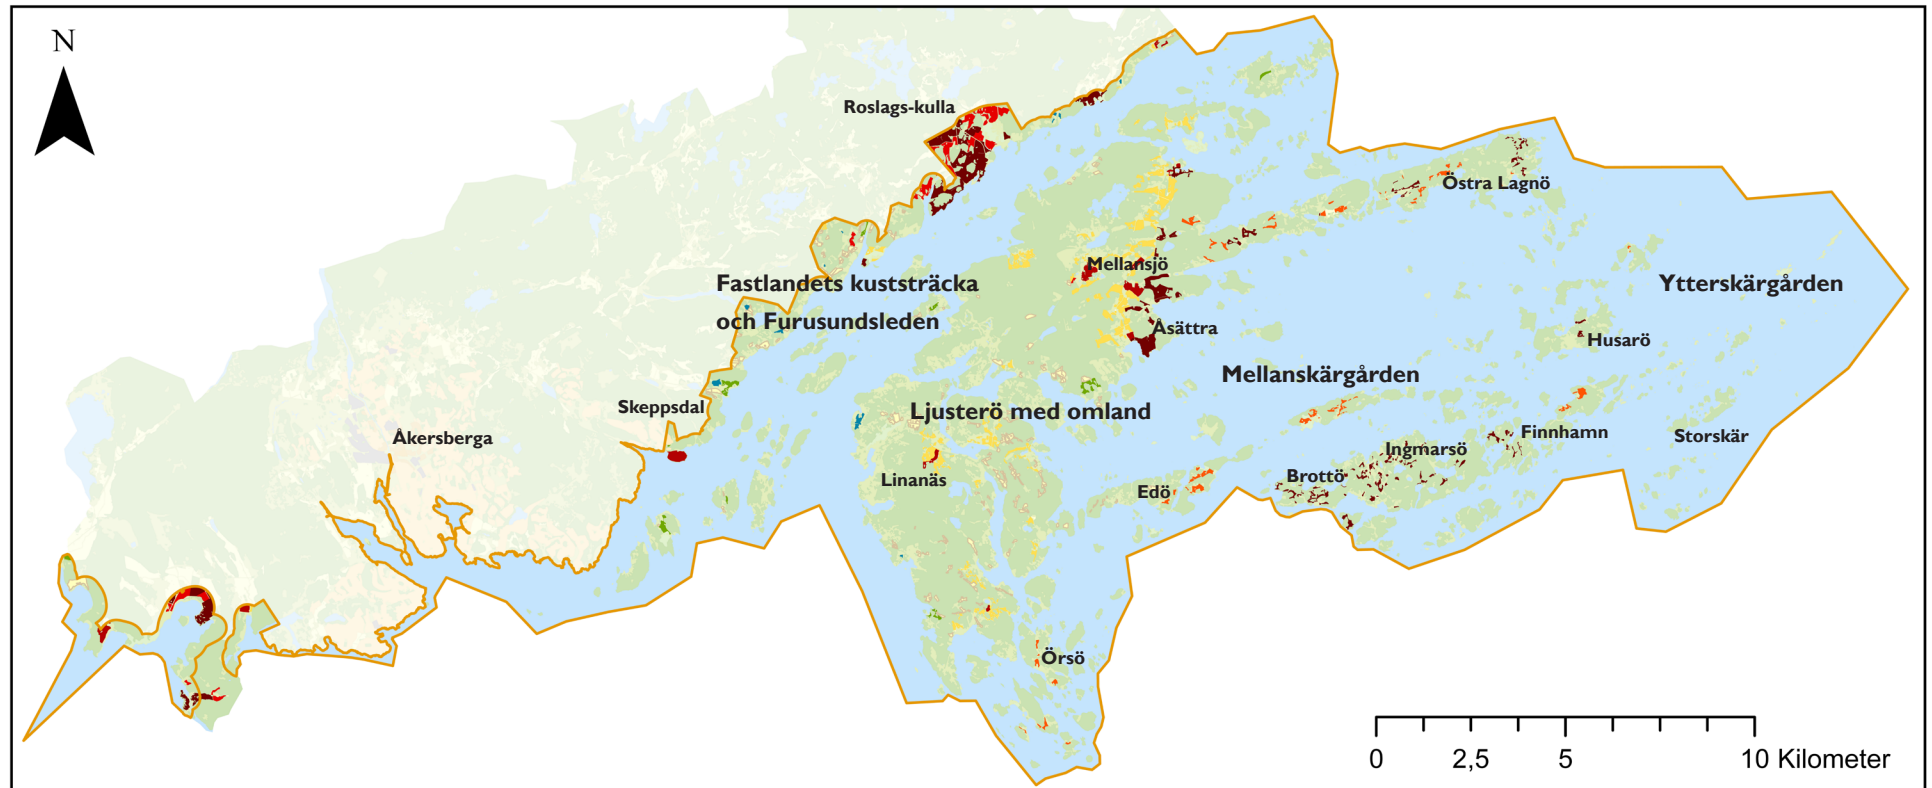 N
Roslags-kulla
Östra Lagnö
Mellansjö
Fastlandets kuststräcka
och Furusundsleden
Ytterskärgården
Åsättra
Husarö
Mellanskärgården
Skeppsdal
Ljusterö med omland
Åkersberga
Finnhamn
Storskär
Ingmarsö
Linanäs
Brottö
Edö
Örsö
0 2,5 5 10 Kilometer